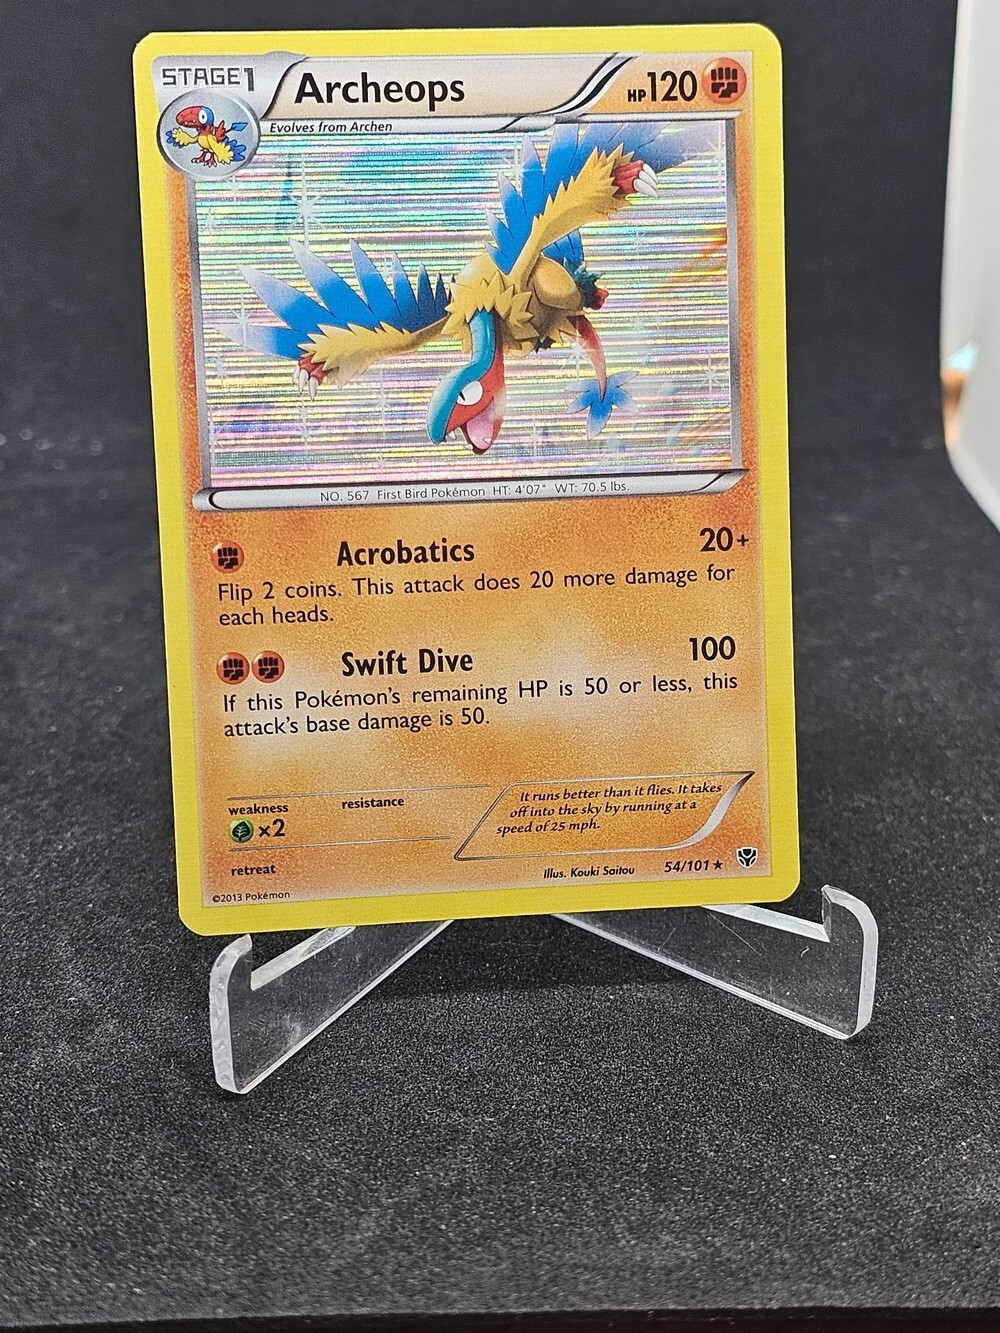 STAGE1 Archeops HP120
Evolves from Archen
NO. 567 First Bird Pokémon HT: 4'07" WT: 70.5 lbs.
Acrobatics 20+
Flip 2 coins. This attack does 20 more damage for
each heads.
Swift Dive 100
If this Pokémon's remaining HP is 50 or less, this
attack's base damage is 50.
weakness resistance
×2
It runs better than it flies. It takes
off into the sky by running at a
speed of 25 mph.
retreat
Illus. Kouki Saitou 54/101★
©2013 Pokémon